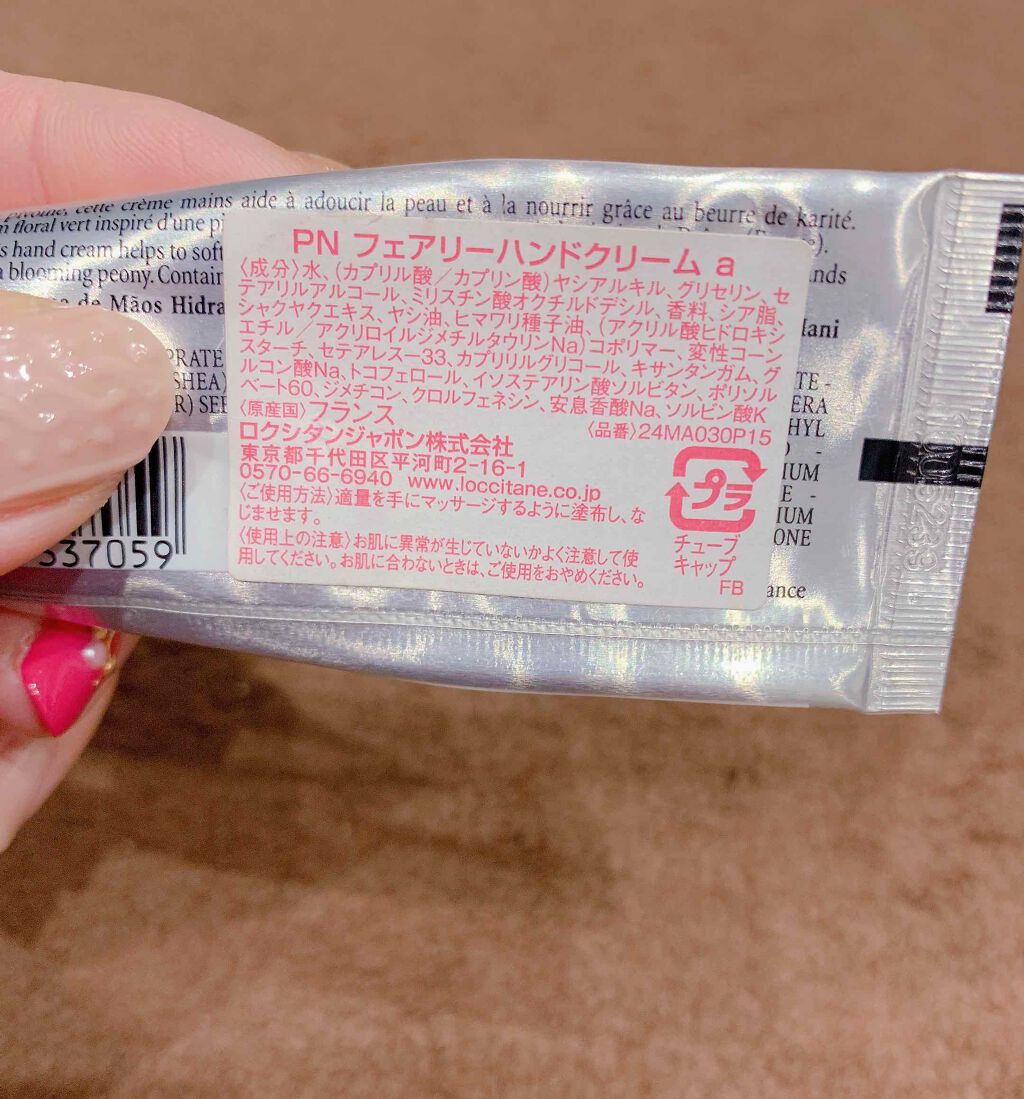 cette crème mains aide à adoucir la peau et à la nourrir grâce au beurre de karité.
floral vert inspiré d'une
hand cream helps to
blooming peony. Contain
de Mãos
PN フェアリーハンドクリーム a
〈成分〉水、(カプリル酸/カプリン酸)ヤシアルキル、グリセリン、セ
テアリルアルコール、ミリスチン酸オクチルドデシル、香料、シア脂、
シャクヤクエキス、ヤシ油、ヒマワリ種子油、(アクリル酸ヒドロキシ
エチル/アクリロイルジメチルタウリンNa)コポリマー、変性コーン
スターチ、セテアレス-33、カプリリルグリコール、キサンタンガム、グ
ルコン酸Na、トコフェロール、イソステアリン酸ソルビタン、ポリソル
ベート60、ジメチコン、クロルフェネシン、安息香酸Na、ソルビン酸K
〈原産国〉フランス
〈品番〉24MA030P15
ロクシタンジャポン株式会社
東京都千代田区平河町2-16-1
0570-66-6940 www.loccitane.co.jp
〈ご使用方法〉適量を手にマッサージするように塗布し、な
じませます。
〈使用上の注意〉お肌に異常が生じていないかよく注意して使
用してください。お肌に合わないときは、ご使用をおやめください。
プラ
チューブ
キャップ
FB
337059